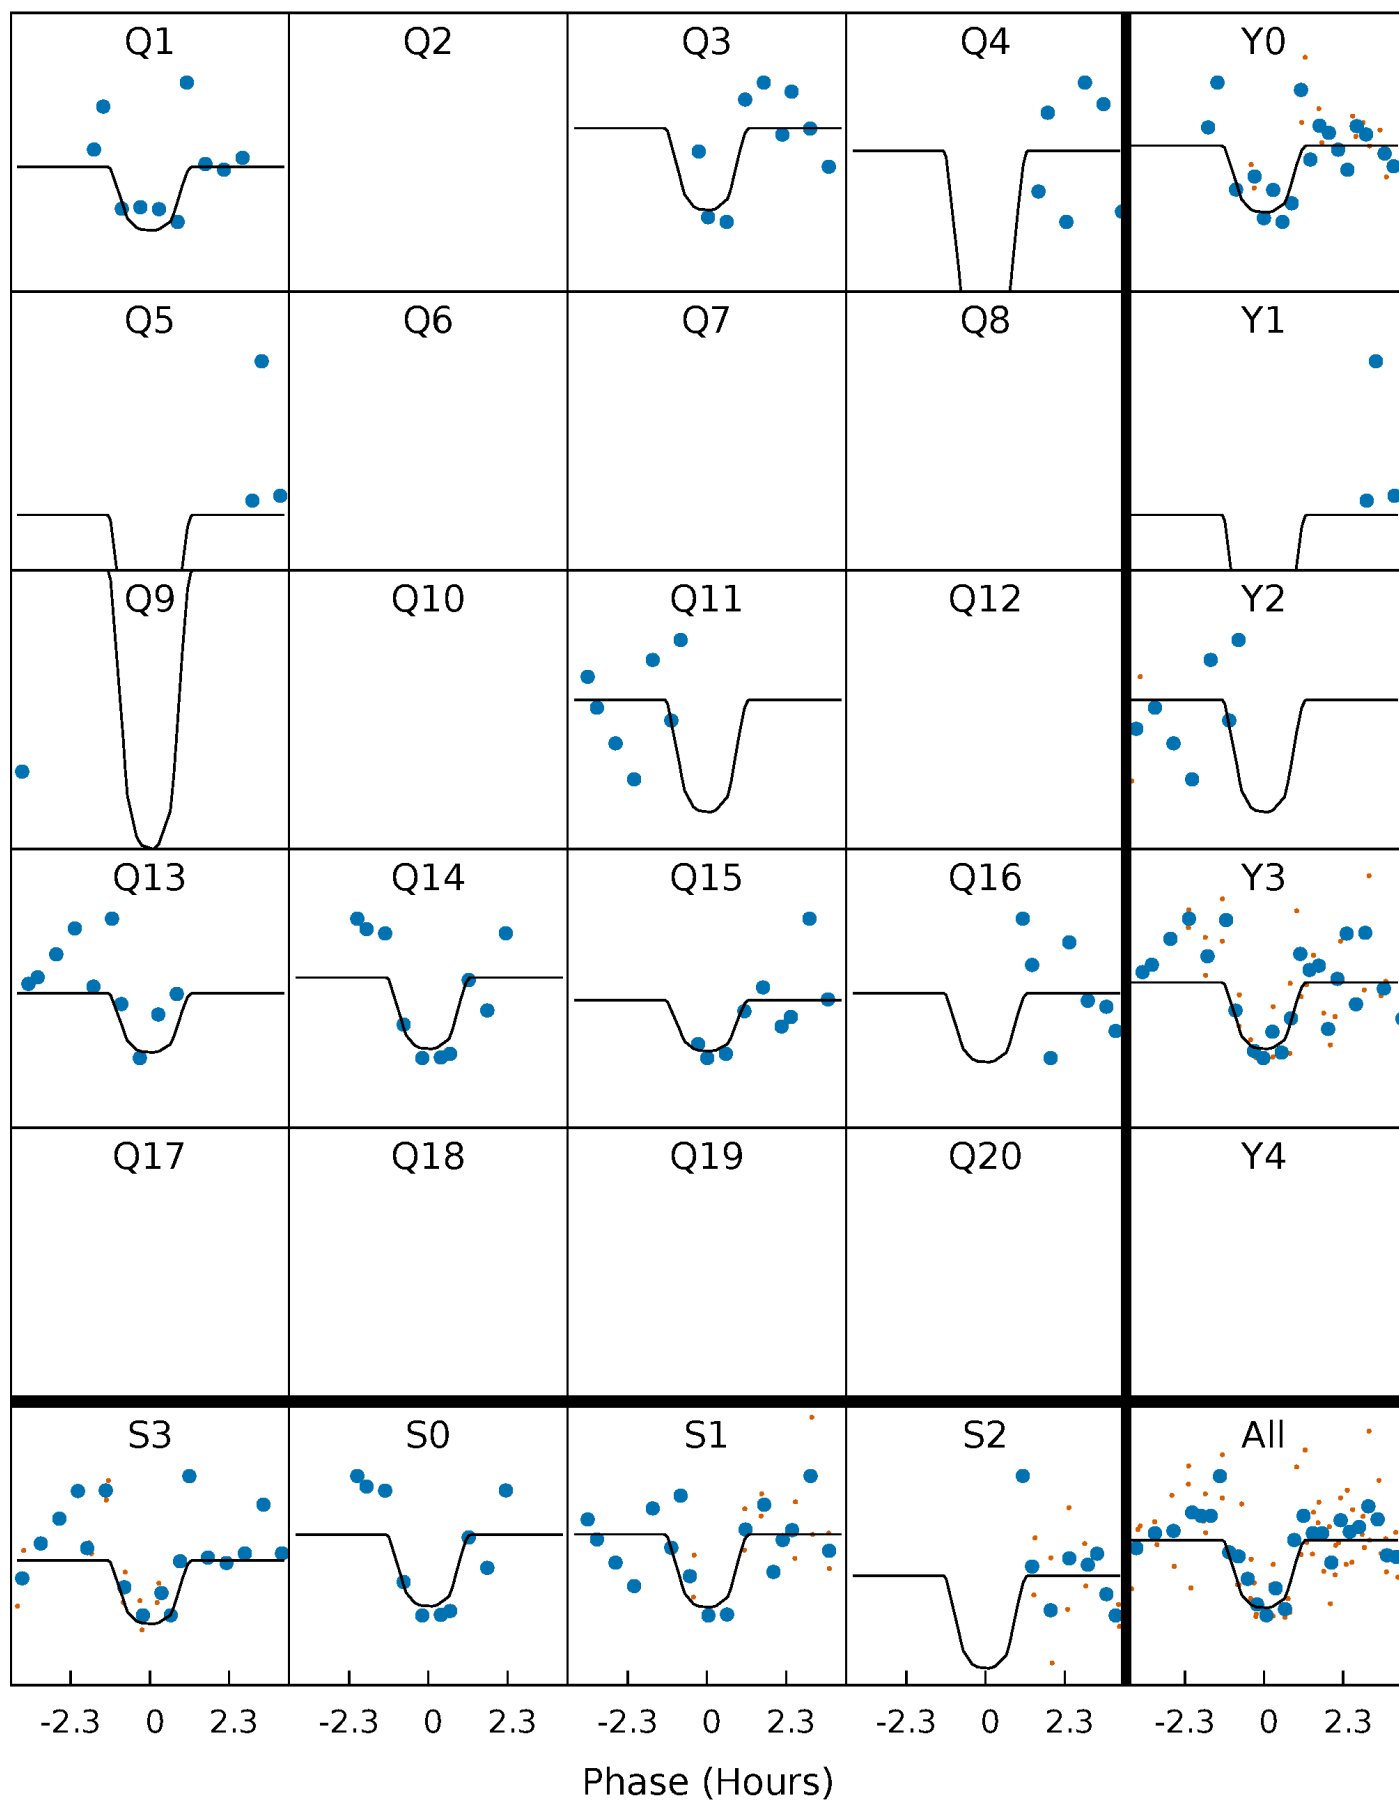 Q1 Q2 Q3 Q4 Y0
Q5 Q6 Q7 Q8 Y1
Q9 Q10 Q11 Q12 Y2
Q13 Q14 Q15 Q16 Y3
Q17 Q18 Q19 Q20 Y4
S3 S0 S1 S2 All
-2.3 0 2.3 -2.3 0 2.3 -2.3 0 2.3 -2.3 0 2.3 -2.3 0 2.3
Phase (Hours)